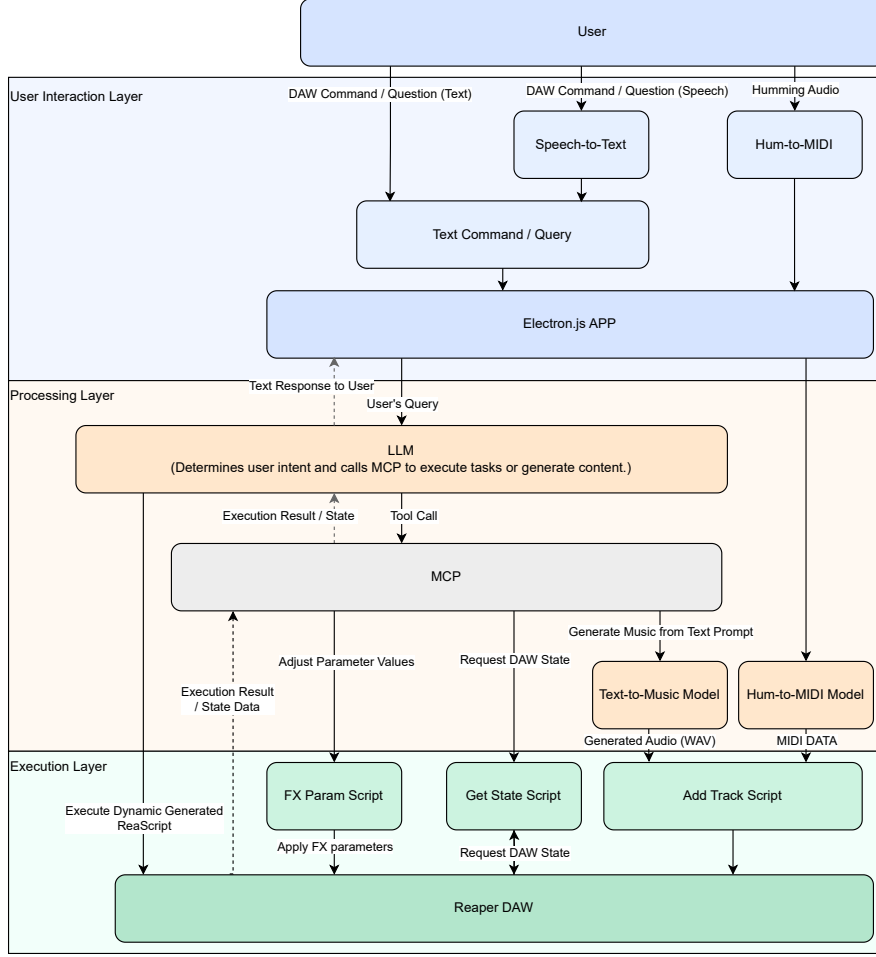 User
User Interaction Layer
DAW Command / Question (Text)
DAW Command / Question (Speech)
Humming Audio
Speech-to-Text
Hum-to-MIDI
Text Command / Query
Electron.js APP
Processing Layer
Text Response to User
User's Query
LLM
(Determines user intent and calls MCP to execute tasks or generate content.)
Execution Result / State
Tool Call
MCP
Generate Music from Text Prompt
Adjust Parameter Values
Request DAW State
Execution Result
/ State Data
Text-to-Music Model
Hum-to-MIDI Model
Generated Audio (WAV)
MIDI DATA
Execution Layer
FX Param Script
Get State Script
Add Track Script
Execute Dynamic Generated
ReaScript
Apply FX parameters
Request DAW State
Reaper DAW